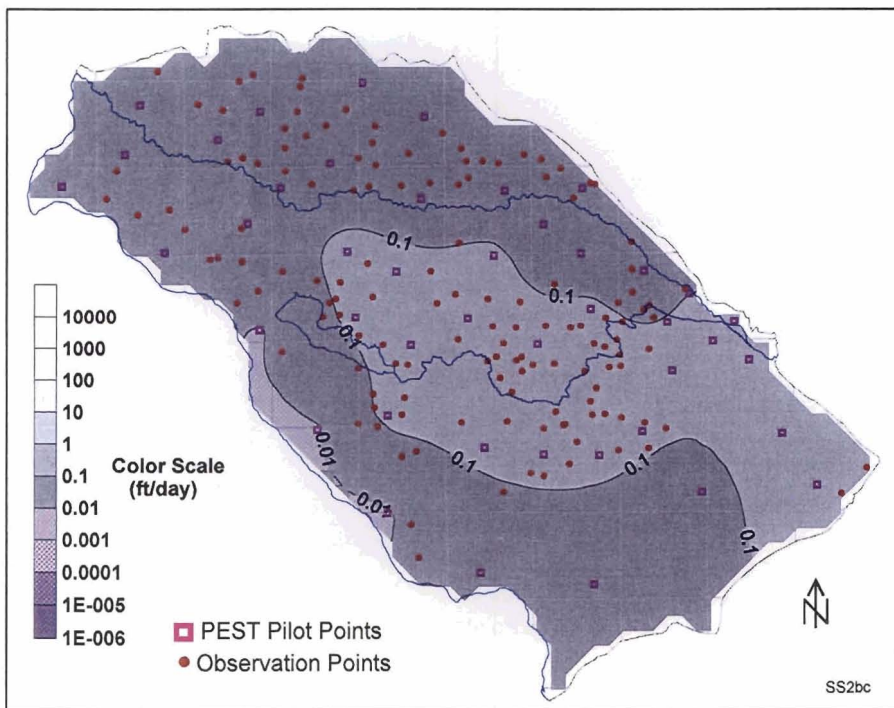 0.1
0.1
0.1
10000
1000
100
10
1
0.1
0.01
0.001
0.0001
1E-005
1E-006
Color Scale
(ft/day)
0.01
0.01
0.1
0.1
0.1
N
PEST Pilot Points
Observation Points
SS2bc